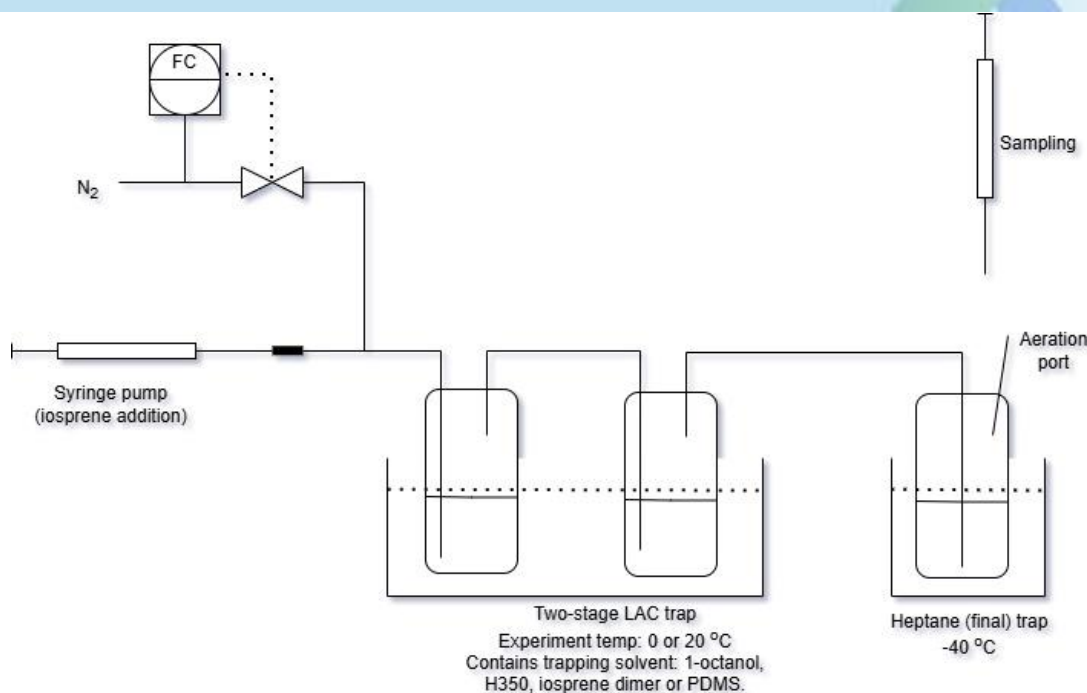 FC
Sampling
N2
Aeration
port
Syringe pump
(iosprene addition)
Two-stage LAC trap
Experiment temp: 0 or 20 °C
Contains trapping solvent: 1-octanol,
H350, iosprene dimer or PDMS.
Heptane (final) trap
-40 °C